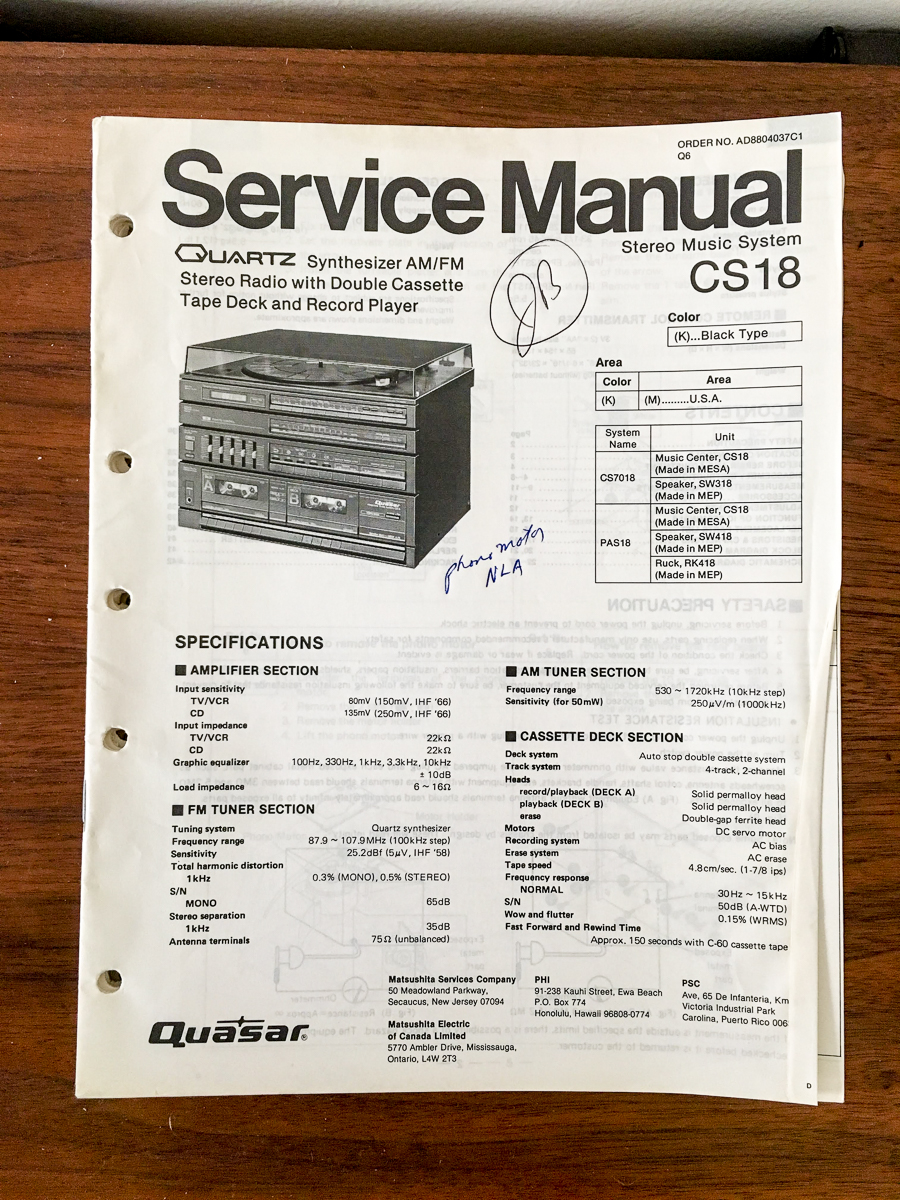 ORDER NO. AD8804037C1
Q6
Service Manual
Stereo Music System
CS18
QUARTZ Synthesizer AM/FM
Stereo Radio with Double Cassette
Tape Deck and Record Player
JB
Color
(K)...Black Type
Area
Color Area
(K) (M).........U.S.A.
System Name Unit
CS7018
Music Center, CS18
(Made in MESA)
Speaker, SW318
(Made in MEP)
PAS18
Music Center, CS18
(Made in MESA)
Speaker, SW418
(Made in MEP)
Ruck, RK418
(Made in MEP)
A
B
Quasar
phono motor
NLA
SPECIFICATIONS
■ AMPLIFIER SECTION
Input sensitivity
TV/VCR 80mV (150mV, IHF '66)
CD 135mV (250mV, IHF '66)
Input impedance
TV/VCR 22kΩ
CD 22kΩ
Graphic equalizer 100Hz, 330Hz, 1kHz, 3.3kHz, 10kHz
± 10dB
Load impedance 6 ~ 16Ω
■ FM TUNER SECTION
Tuning system Quartz synthesizer
Frequency range 87.9 ~ 107.9MHz (100kHz step)
Sensitivity 25.2dBf (5μV, IHF '58)
Total harmonic distortion
1kHz 0.3% (MONO), 0.5% (STEREO)
S/N
MONO 65dB
Stereo separation
1kHz 35dB
Antenna terminals 75Ω (unbalanced)
■ AM TUNER SECTION
Frequency range 530 ~ 1720kHz (10kHz step)
Sensitivity (for 50mW) 250μV/m (1000kHz)
■ CASSETTE DECK SECTION
Deck system Auto stop double cassette system
Track system 4-track, 2-channel
Heads
record/playback (DECK A) Solid permalloy head
playback (DECK B) Solid permalloy head
erase Double-gap ferrite head
Motors DC servo motor
Recording system AC bias
Erase system AC erase
Tape speed 4.8cm/sec. (1-7/8 ips)
Frequency response
NORMAL 30Hz ~ 15kHz
S/N 50dB (A-WTD)
Wow and flutter 0.15% (WRMS)
Fast Forward and Rewind Time
Approx. 150 seconds with C-60 cassette tape
Quasar®
Matsushita Services Company
50 Meadowland Parkway,
Secaucus, New Jersey 07094
Matsushita Electric
of Canada Limited
5770 Ambler Drive, Mississauga,
Ontario, L4W 2T3
PHI
91-238 Kauhi Street, Ewa Beach
P.O. Box 774
Honolulu, Hawaii 96808-0774
PSC
Ave, 65 De Infanteria, Km
Victoria Industrial Park
Carolina, Puerto Rico 006
D